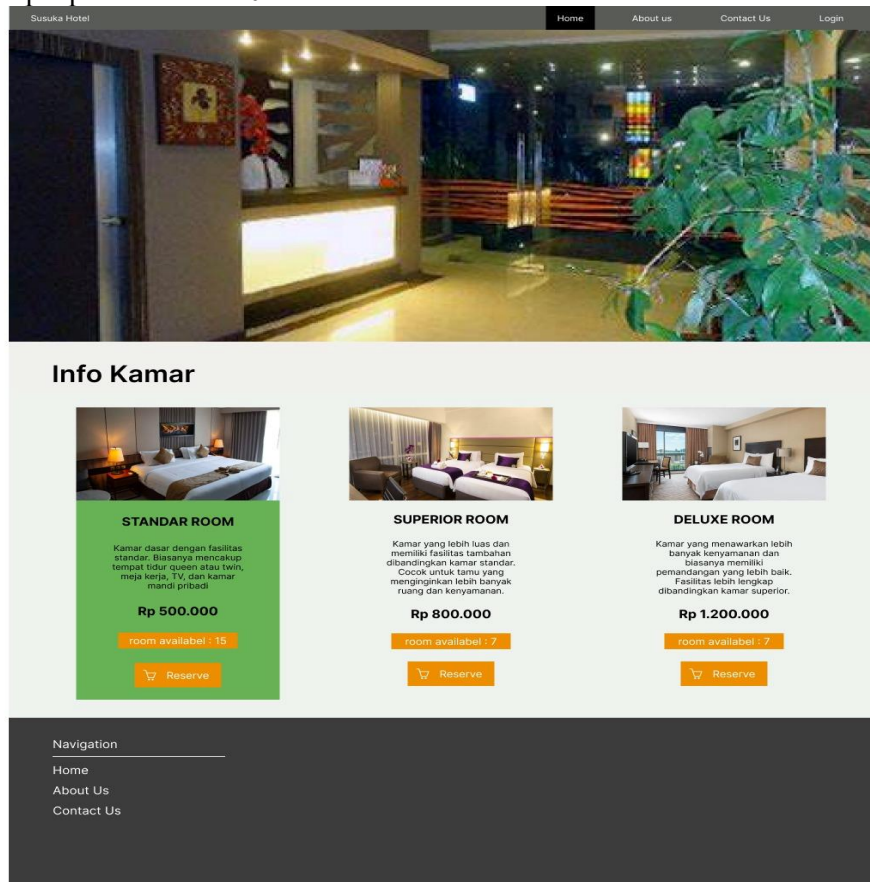 Susuka Hotel Home About us Contact Us Login
Info Kamar
STANDAR ROOM
Kamar dasar dengan fasilitas
standar. Biasanya mencakup
tempat tidur queen atau twin,
meja kerja, TV, dan kamar
mandi pribadi
Rp 500.000
room availabel : 15
Reserve
SUPERIOR ROOM
Kamar yang lebih luas dan
memiliki fasilitas tambahan
dibandingkan kamar standar.
Cocok untuk tamu yang
menginginkan lebih banyak
ruang dan kenyamanan.
Rp 800.000
room availabel : 7
Reserve
DELUXE ROOM
Kamar yang menawarkan lebih
banyak kenyamanan dan
biasanya memiliki
pemandangan yang lebih baik.
Fasilitas lebih lengkap
dibandingkan kamar superior.
Rp 1.200.000
room availabel : 7
Reserve
Navigation
Home
About Us
Contact Us